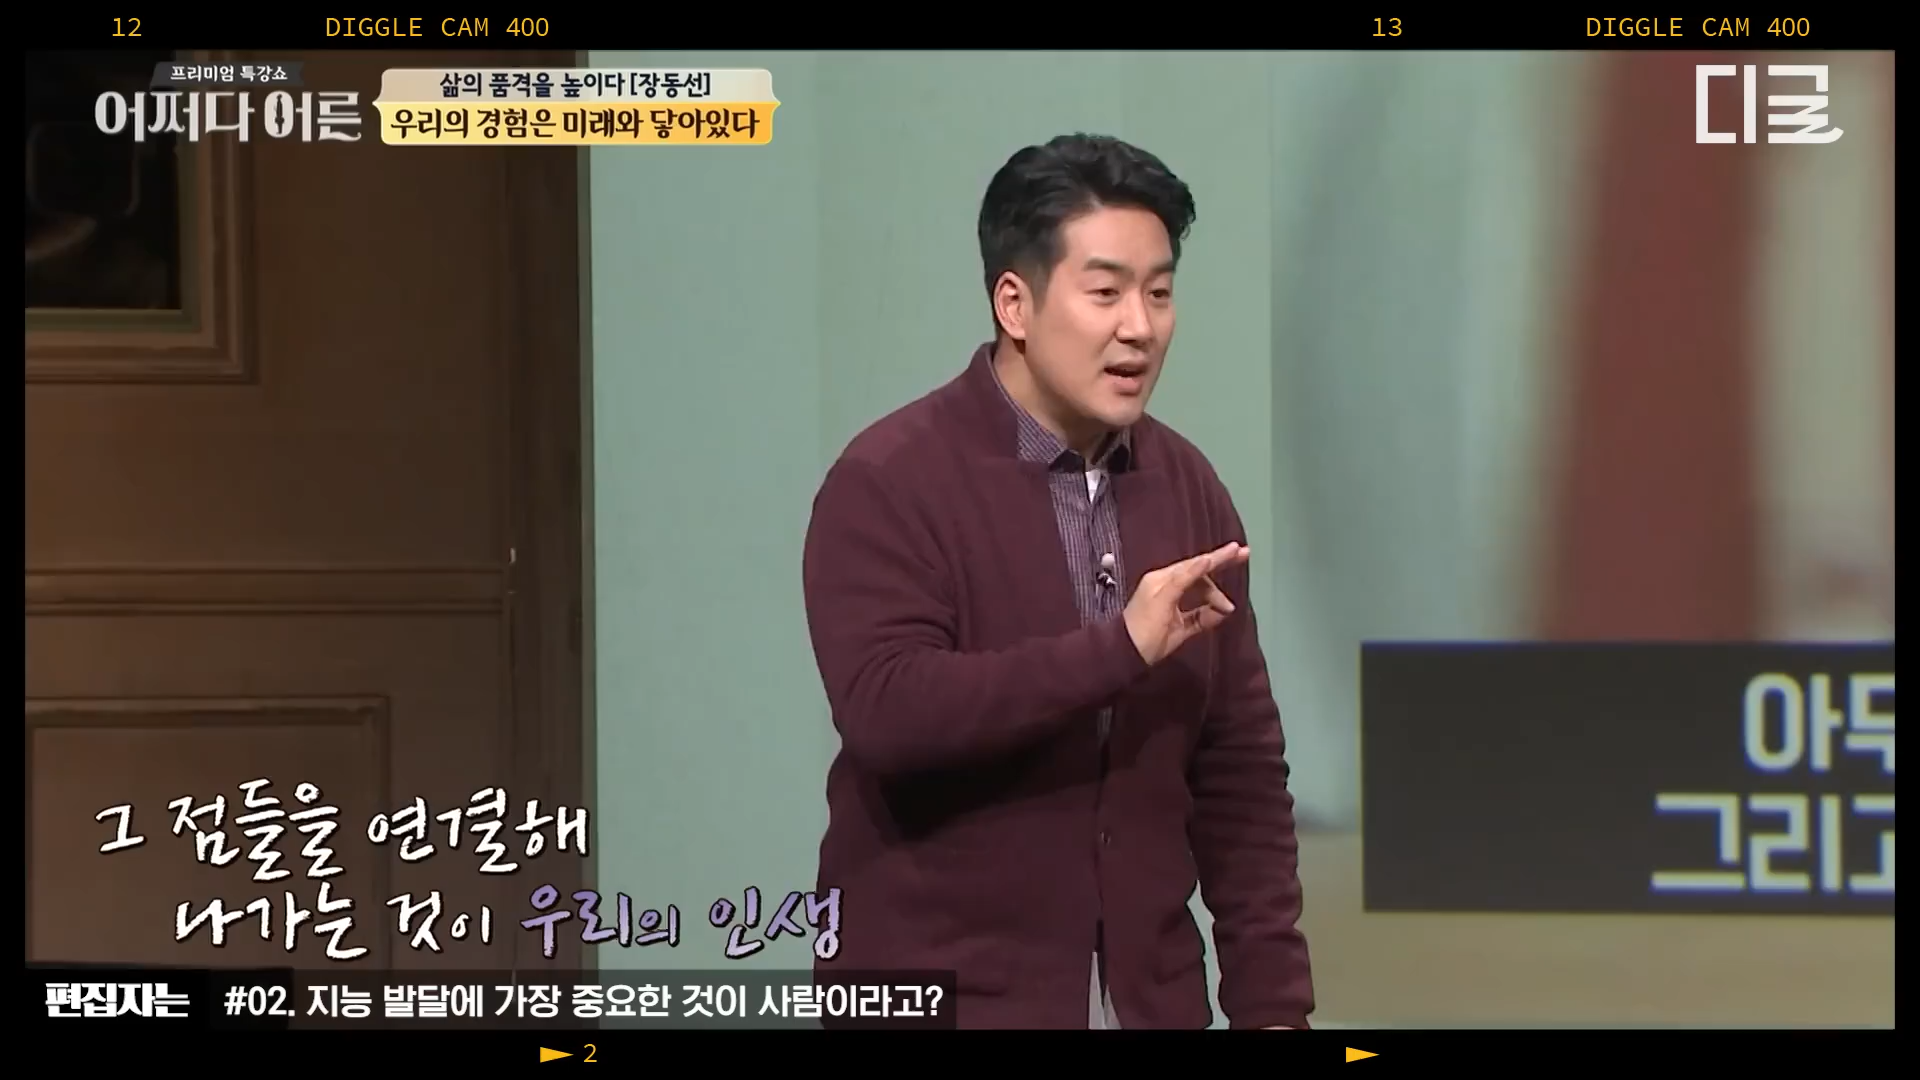 12 DIGGLE CAM 400 13 DIGGLE CAM 400
프리미엄 특강쇼
어쩌다 어른
삶의 품격을 높이다 [장동선]
우리의 경험은 미래와 닿아있다
디글
아무
그리고
그 점들을 연결해
나가는 것이 우리의 인생
편집자는 #02. 지능 발달에 가장 중요한 것이 사람이라고?
2